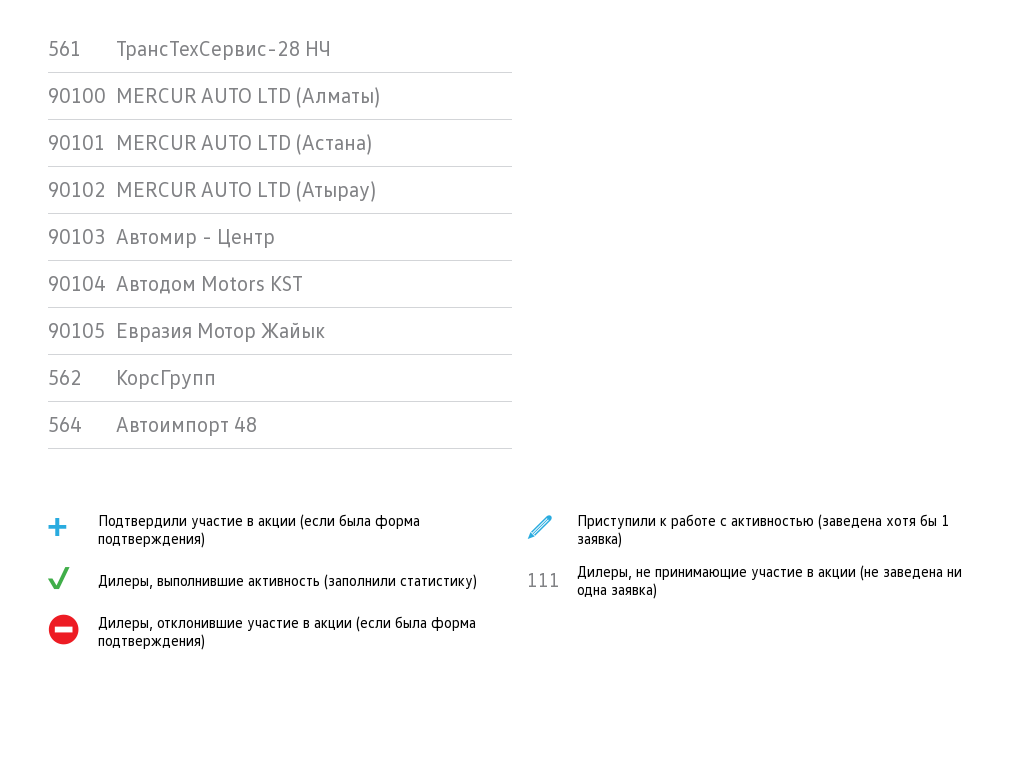 561 ТрансТехСервис-28 НЧ
90100 MERCUR AUTO LTD (Алматы)
90101 MERCUR AUTO LTD (Астана)
90102 MERCUR AUTO LTD (Атырау)
90103 Автомир - Центр
90104 Автодом Motors KST
90105 Евразия Мотор Жайык
562 КорсГрупп
564 Автоимпорт 48
Подтвердили участие в акции (если была форма
подтверждения)
Дилеры, выполнившие активность (заполнили статистику)
Дилеры, отклонившие участие в акции (если была форма
подтверждения)
Приступили к работе с активностью (заведена хотя бы 1
заявка)
111 Дилеры, не принимающие участие в акции (не заведена ни
одна заявка)